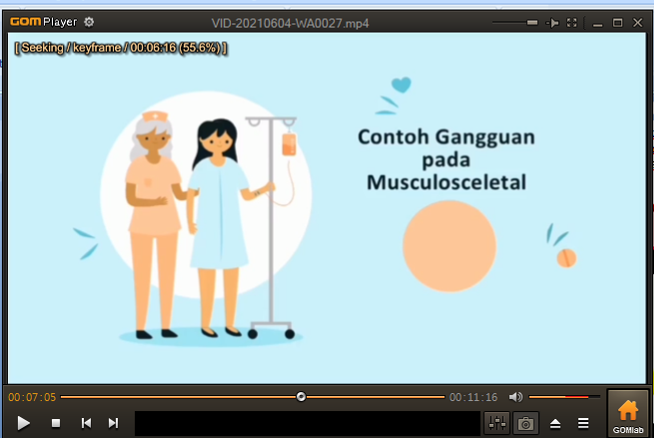 GOM Player
VID-20210604-WA0027.mp4
[ Seeking / keyframe / 00:06:16 (55.6%) ]
Contoh Gangguan
pada
Musculosceletal
00:07:05
00:11:16
GOMlab